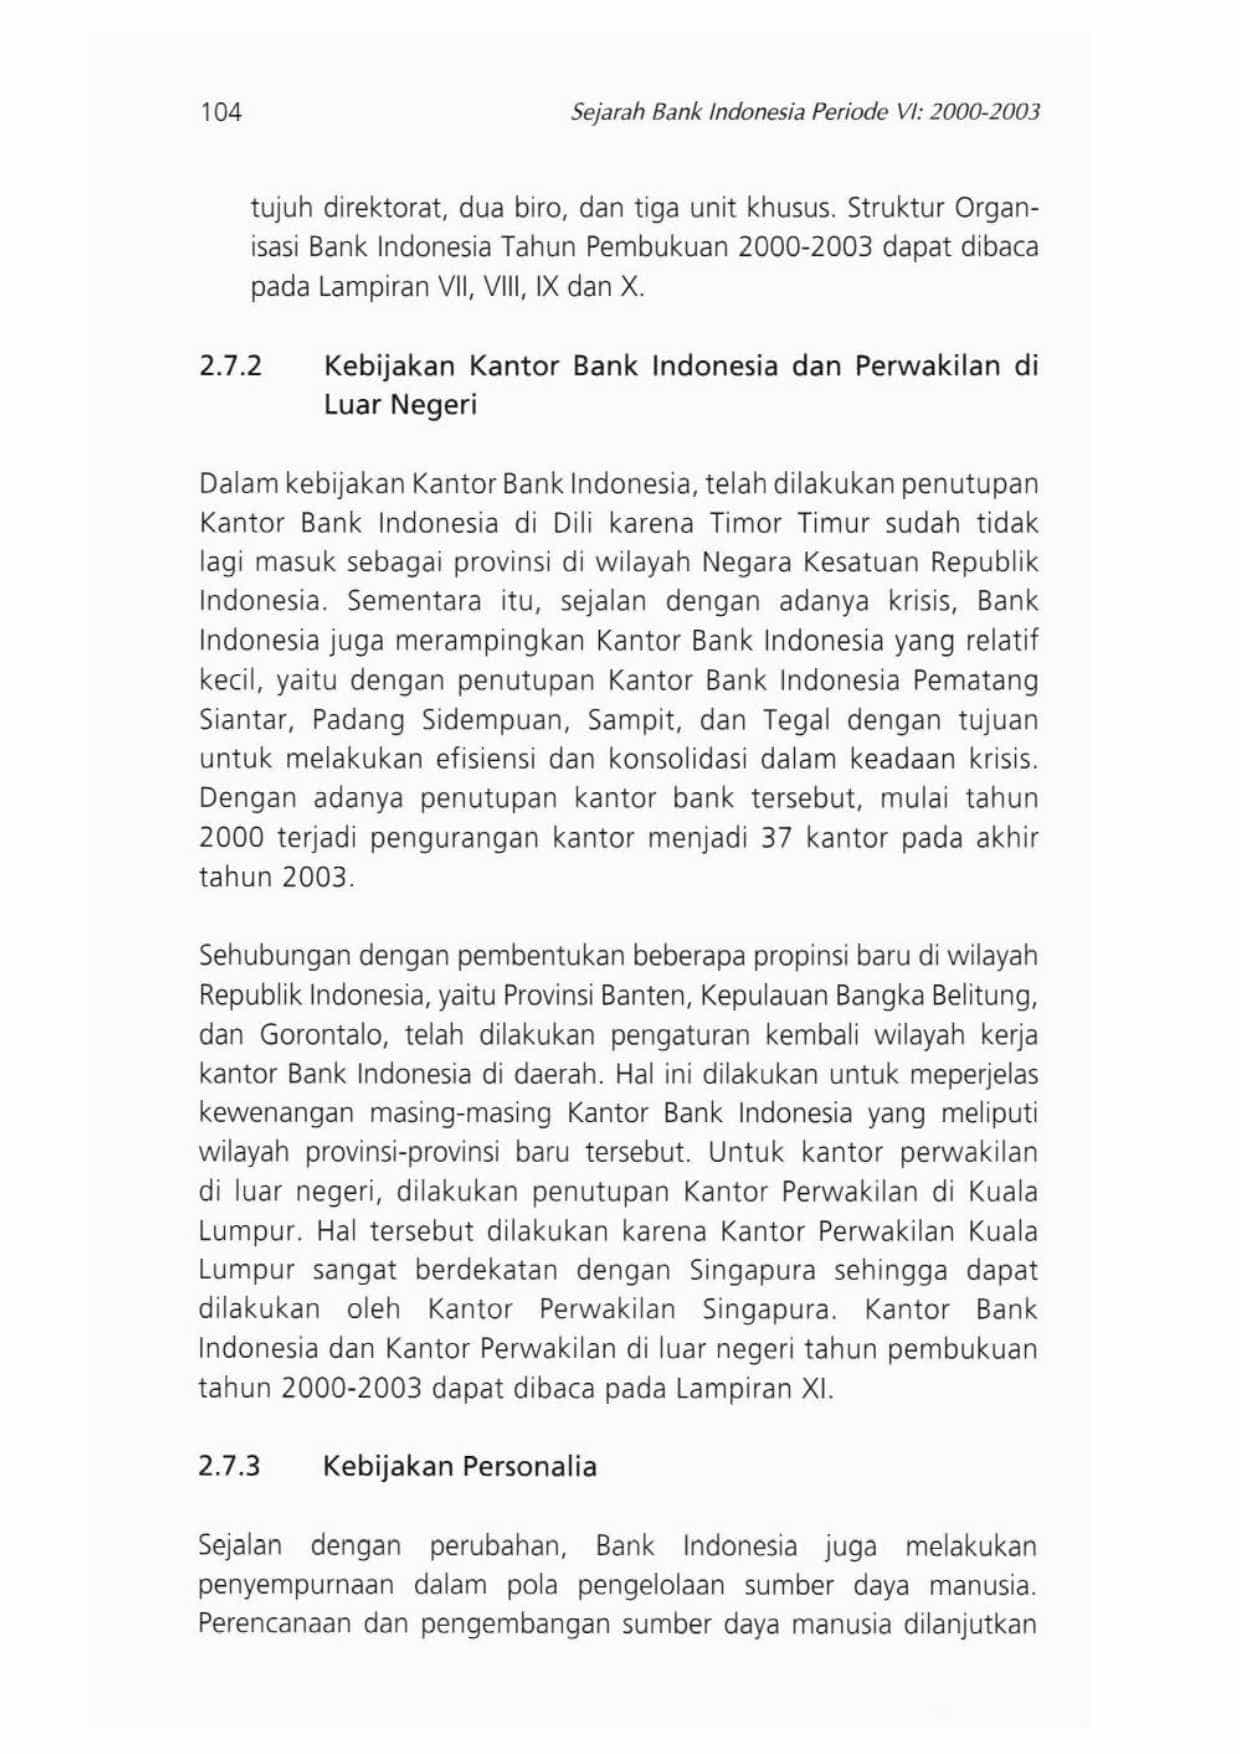 104
Sejarah Bank Indonesia Periode VI: 2000-2003
tujuh direktorat, dua biro, dan tiga unit khusus. Struktur Organ-
isasi Bank Indonesia Tahun Pembukuan 2000-2003 dapat dibaca
pada Lampiran VII, VIII, IX dan X.
2.7.2 Kebijakan Kantor Bank Indonesia dan Perwakilan di
Luar Negeri
Dalam kebijakan Kantor Bank Indonesia, telah dilakukan penutupan
Kantor Bank Indonesia di Dili karena Timor Timur sudah tidak
lagi masuk sebagai provinsi di wilayah Negara Kesatuan Republik
Indonesia. Sementara itu, sejalan dengan adanya krisis, Bank
Indonesia juga merampingkan Kantor Bank Indonesia yang relatif
kecil, yaitu dengan penutupan Kantor Bank Indonesia Pematang
Siantar, Padang Sidempuan, Sampit, dan Tegal dengan tujuan
untuk melakukan efisiensi dan konsolidasi dalam keadaan krisis.
Dengan adanya penutupan kantor bank tersebut, mulai tahun
2000 terjadi pengurangan kantor menjadi 37 kantor pada akhir
tahun 2003.
Sehubungan dengan pembentukan beberapa propinsi baru di wilayah
Republik Indonesia, yaitu Provinsi Banten, Kepulauan Bangka Belitung,
dan Gorontalo, telah dilakukan pengaturan kembali wilayah kerja
kantor Bank Indonesia di daerah. Hal ini dilakukan untuk meperjelas
kewenangan masing-masing Kantor Bank Indonesia yang meliputi
wilayah provinsi-provinsi baru tersebut. Untuk kantor perwakilan
di luar negeri, dilakukan penutupan Kantor Perwakilan di Kuala
Lumpur. Hal tersebut dilakukan karena Kantor Perwakilan Kuala
Lumpur sangat berdekatan dengan Singapura sehingga dapat
dilakukan oleh Kantor Perwakilan Singapura. Kantor Bank
Indonesia dan Kantor Perwakilan di luar negeri tahun pembukuan
tahun 2000-2003 dapat dibaca pada Lampiran XI.
2.7.3 Kebijakan Personalia
Sejalan dengan perubahan, Bank Indonesia juga melakukan
penyempurnaan dalam pola pengelolaan sumber daya manusia.
Perencanaan dan pengembangan sumber daya manusia dilanjutkan